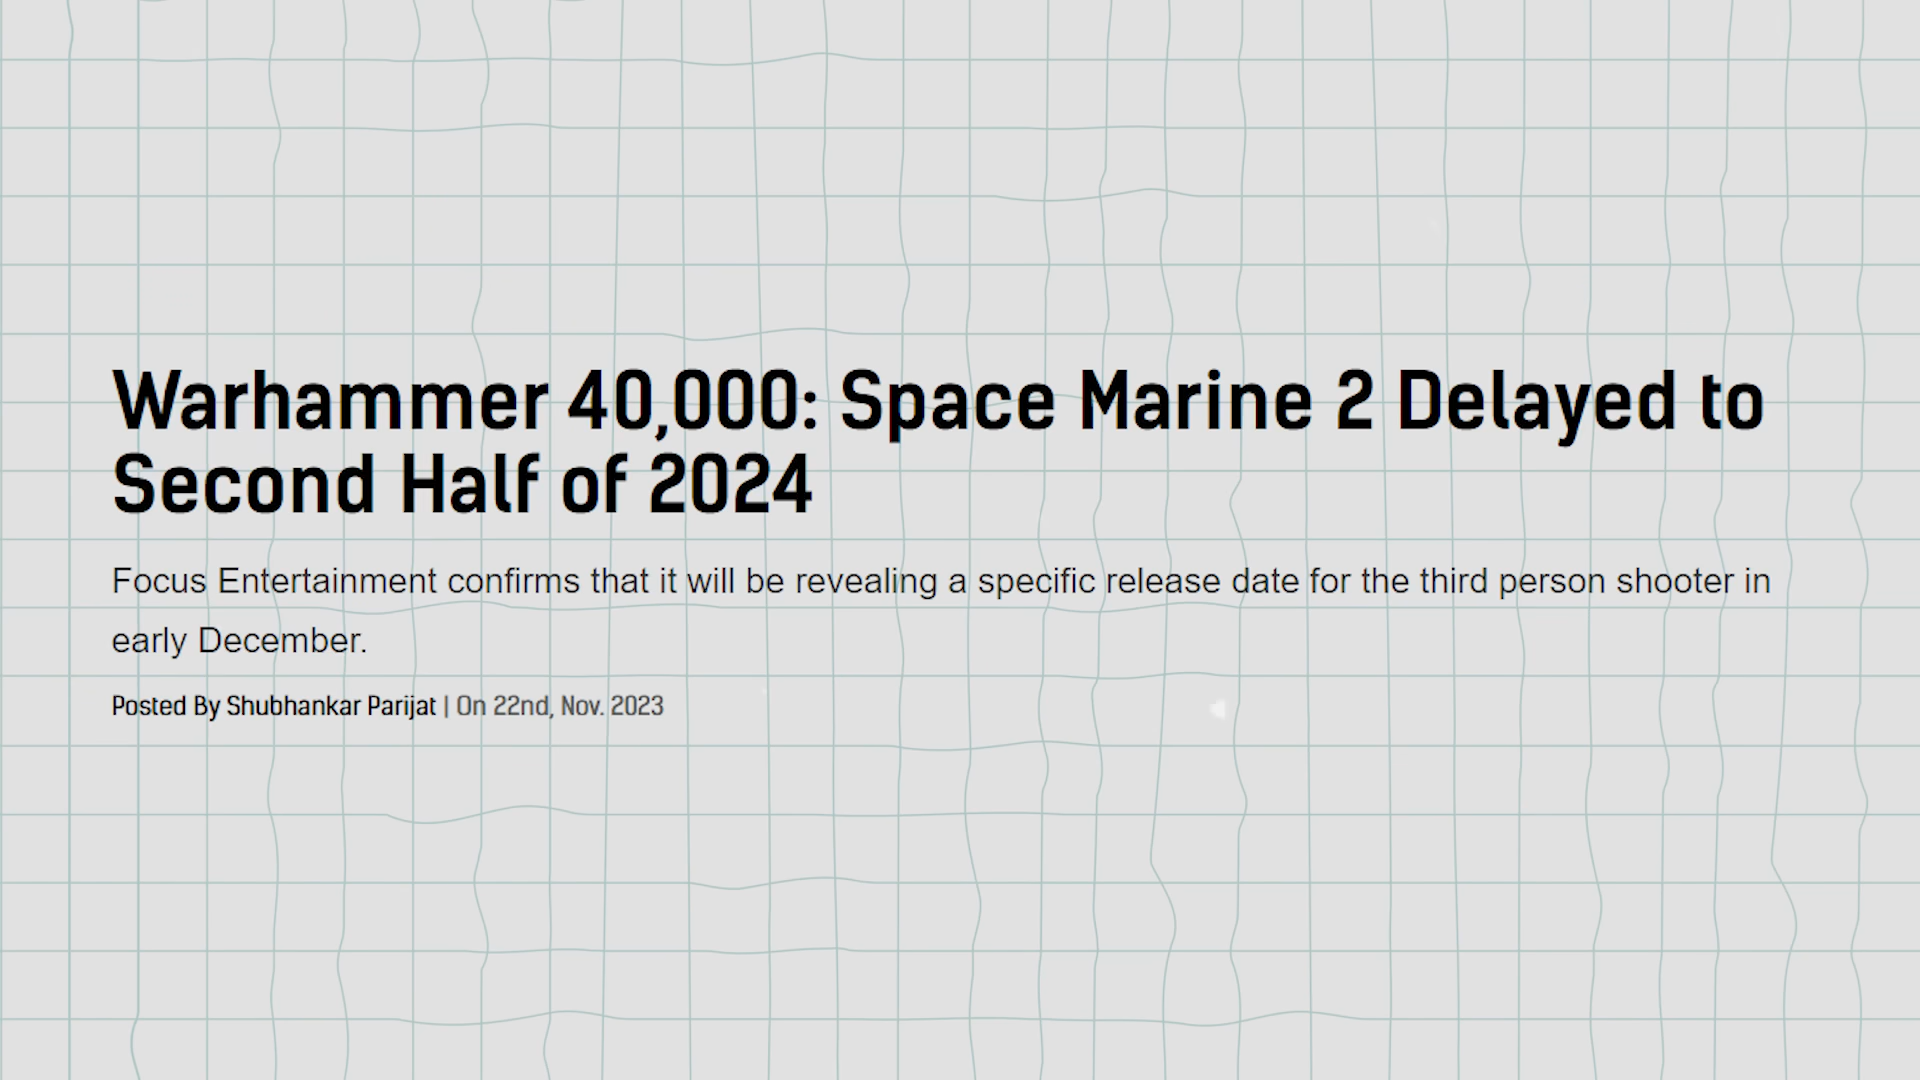 Warhammer 40,000: Space Marine 2 Delayed to
Second Half of 2024
Focus Entertainment confirms that it will be revealing a specific release date for the third person shooter in
early December.
Posted By Shubhankar Parijat | On 22nd, Nov. 2023